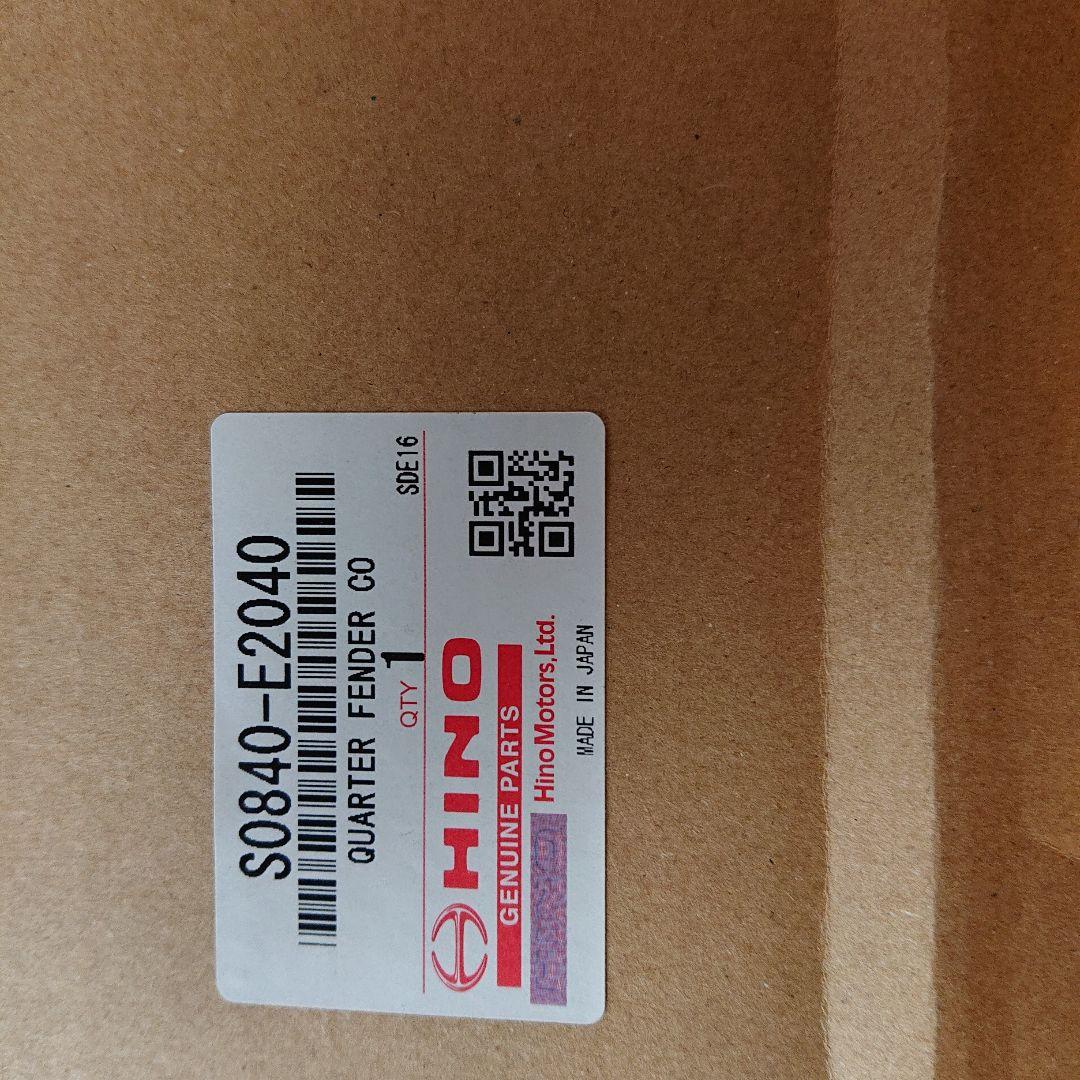 S0840-E2040
QUARTER FENDER CO
QTY 1
SDE16
HINO
GENUINE PARTS
Hino Motors,Ltd.
MADE IN JAPAN